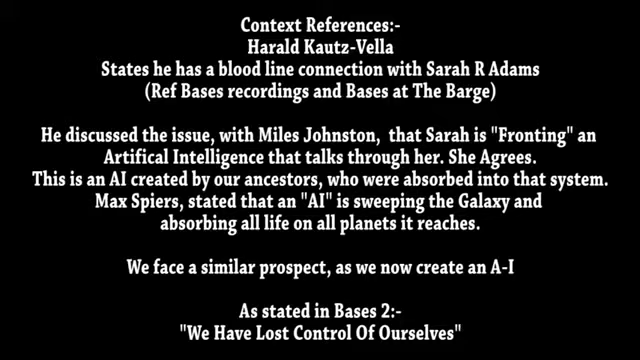 Context References:-
Harald Kautz-Vella
States he has a blood line connection with Sarah R Adams
(Ref Bases recordings and Bases at The Barge)
He discussed the issue, with Miles Johnston, that Sarah is "Fronting" an
Artifical Intelligence that talks through her. She Agrees.
This is an AI created by our ancestors, who were absorbed into that system.
Max Spiers, stated that an "AI" is sweeping the Galaxy and
absorbing all life on all planets it reaches.
We face a similar prospect, as we now create an A-I
As stated in Bases 2:-
"We Have Lost Control Of Ourselves"